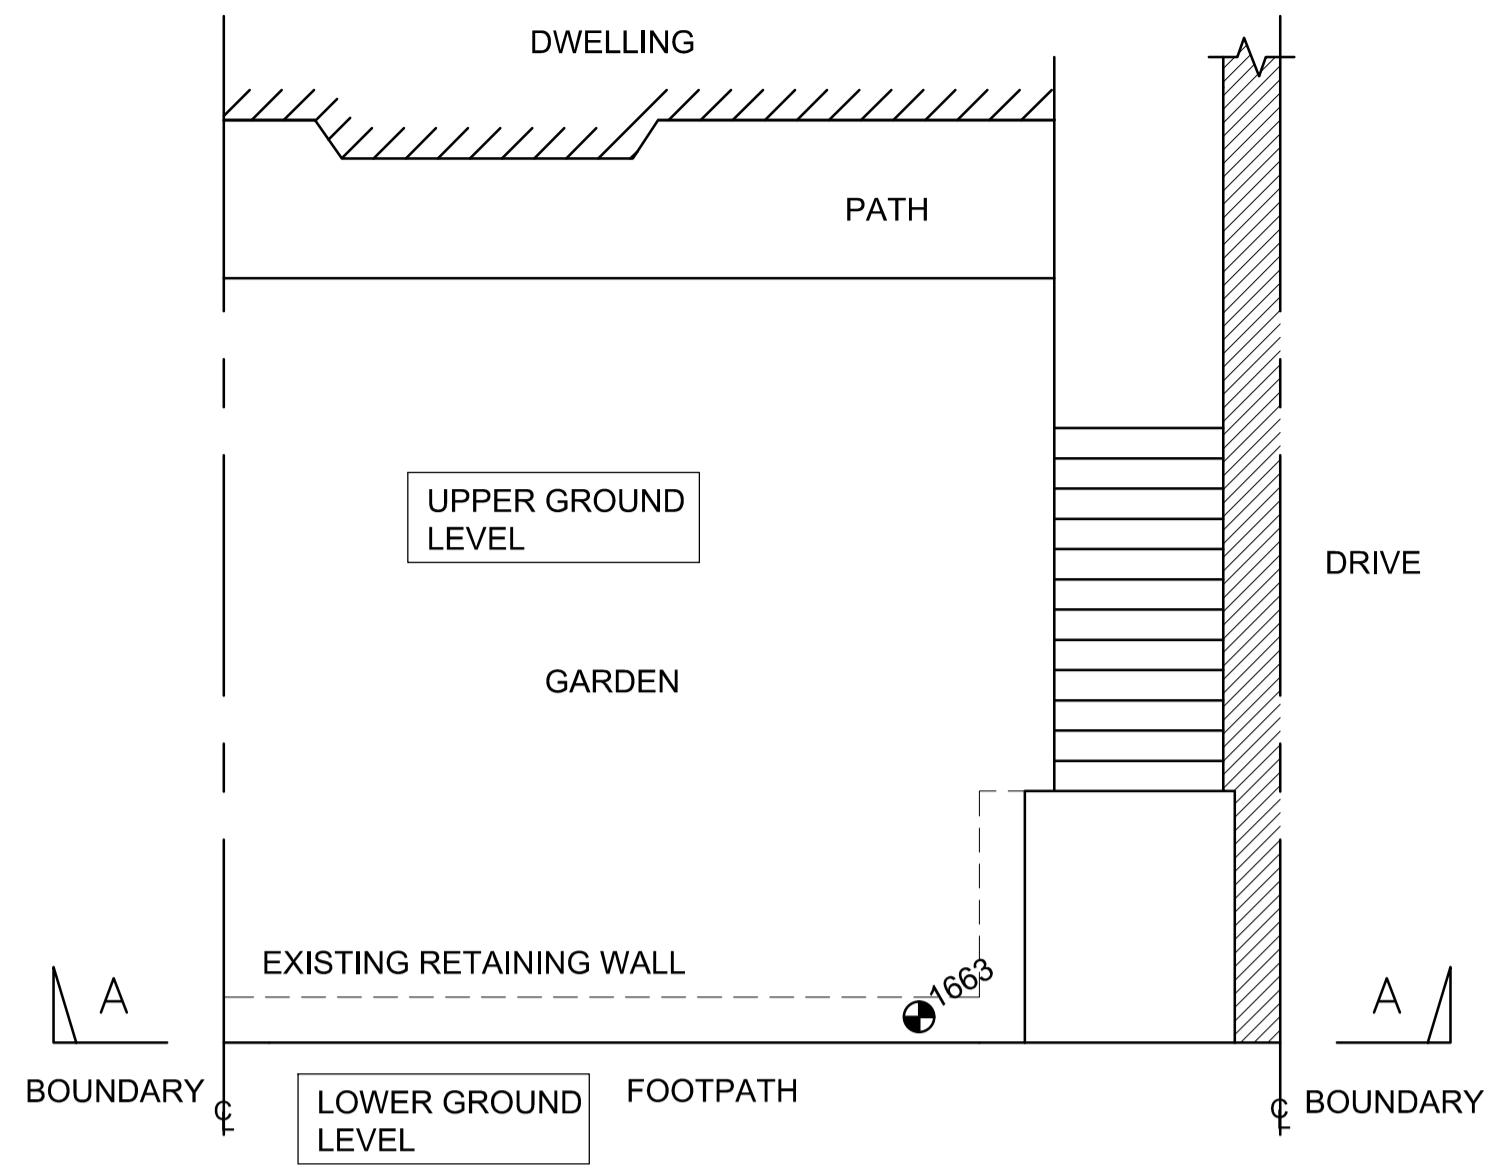 DWELLING
PATH
UPPER GROUND
LEVEL
DRIVE
GARDEN
EXISTING RETAINING WALL
1663
A
A
BOUNDARY
℄
LOWER GROUND
LEVEL
FOOTPATH
℄
BOUNDARY